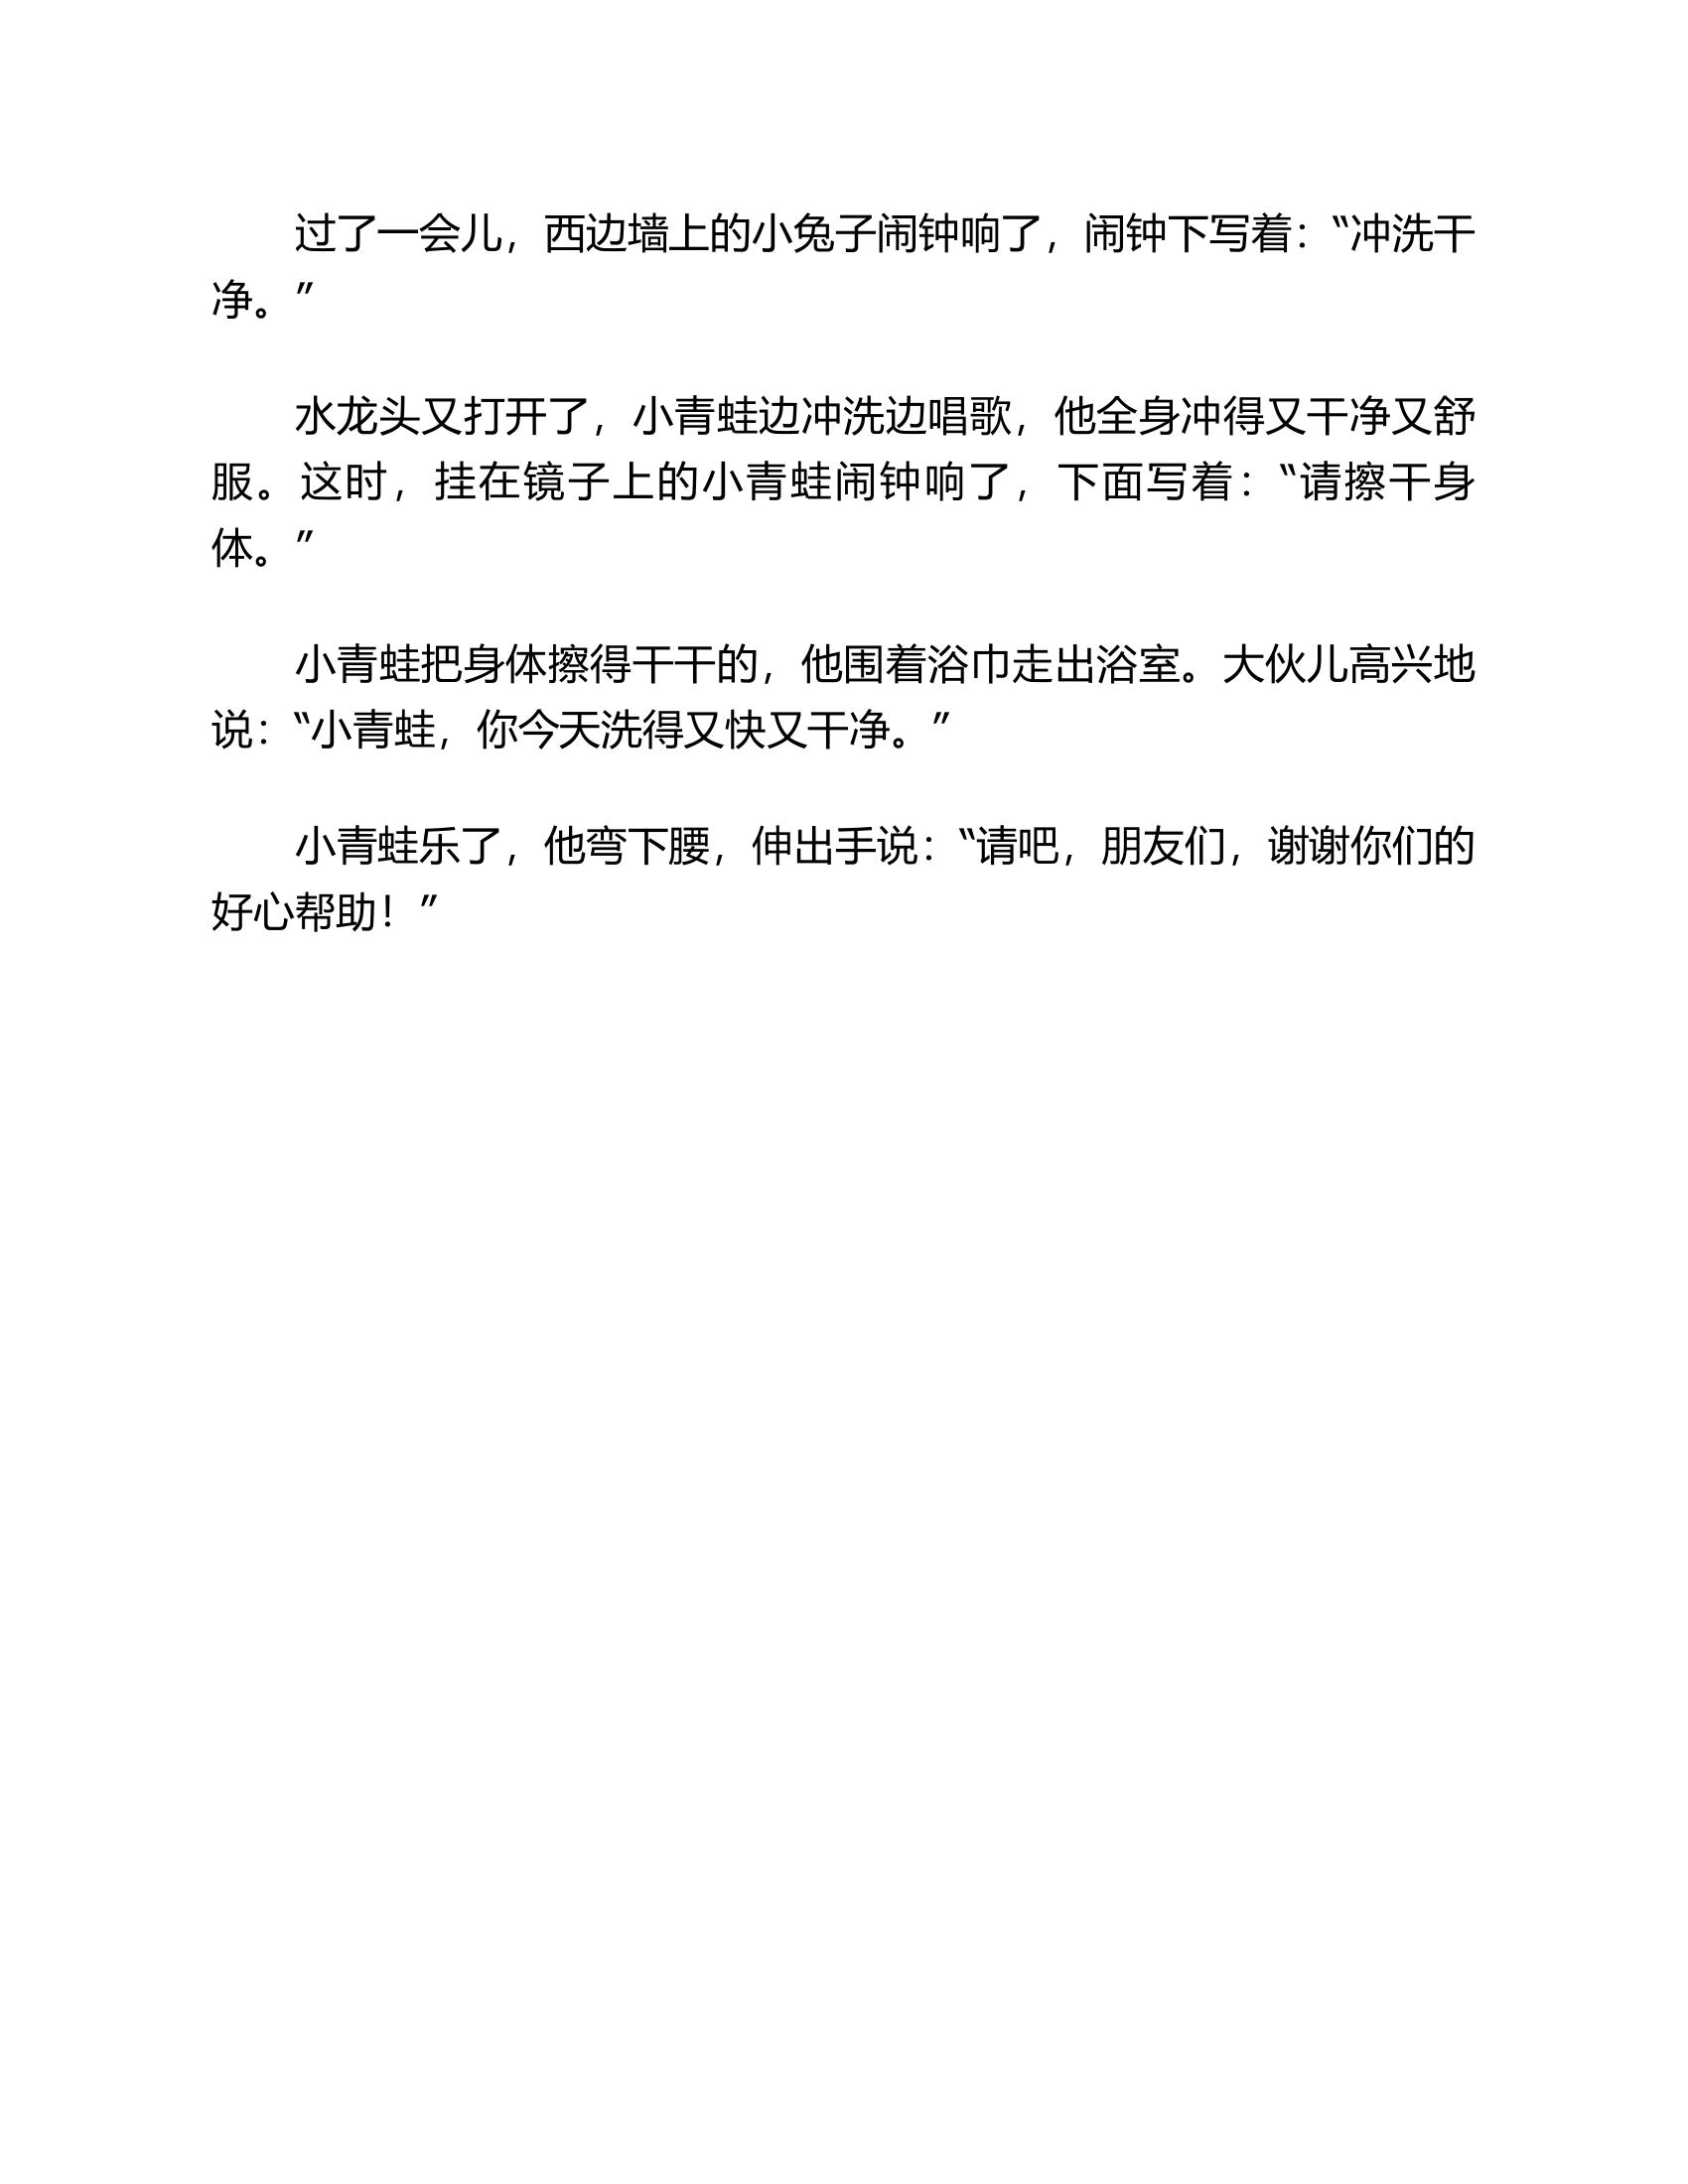 过了一会儿，西边墙上的小兔子闹钟响了，闹钟下写着：“冲洗干
净。”
水龙头又打开了，小青蛙边冲洗边唱歌，他全身冲得又干净又舒
服。这时，挂在镜子上的小青蛙闹钟响了，下面写着：“请擦干身
体。”
小青蛙把身体擦得干干的，他围着浴巾走出浴室。大伙儿高兴地
说：“小青蛙，你今天洗得又快又干净。”
小青蛙乐了，他弯下腰，伸出手说：“请吧，朋友们，谢谢你们的
好心帮助！”